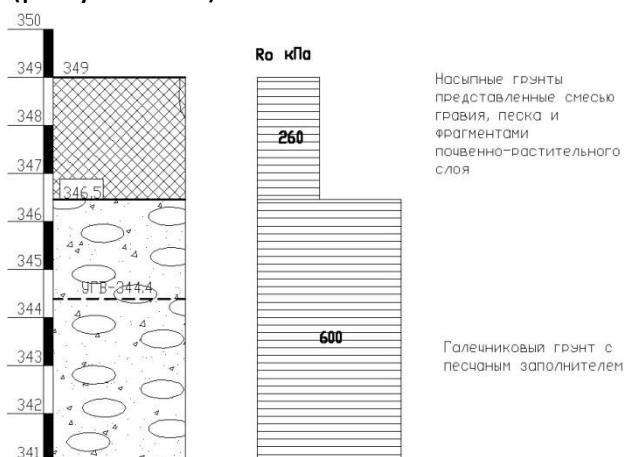 350
349
349
348
347
346,5
346
345
УГВ-344.4
344
343
342
341
Rо кПа
260
600
Насыпные грунты
представленные смесью
гравия, песка и
фрагментами
почвенно-растительного
слоя
Галечниковый грунт с
песчаным заполнителем